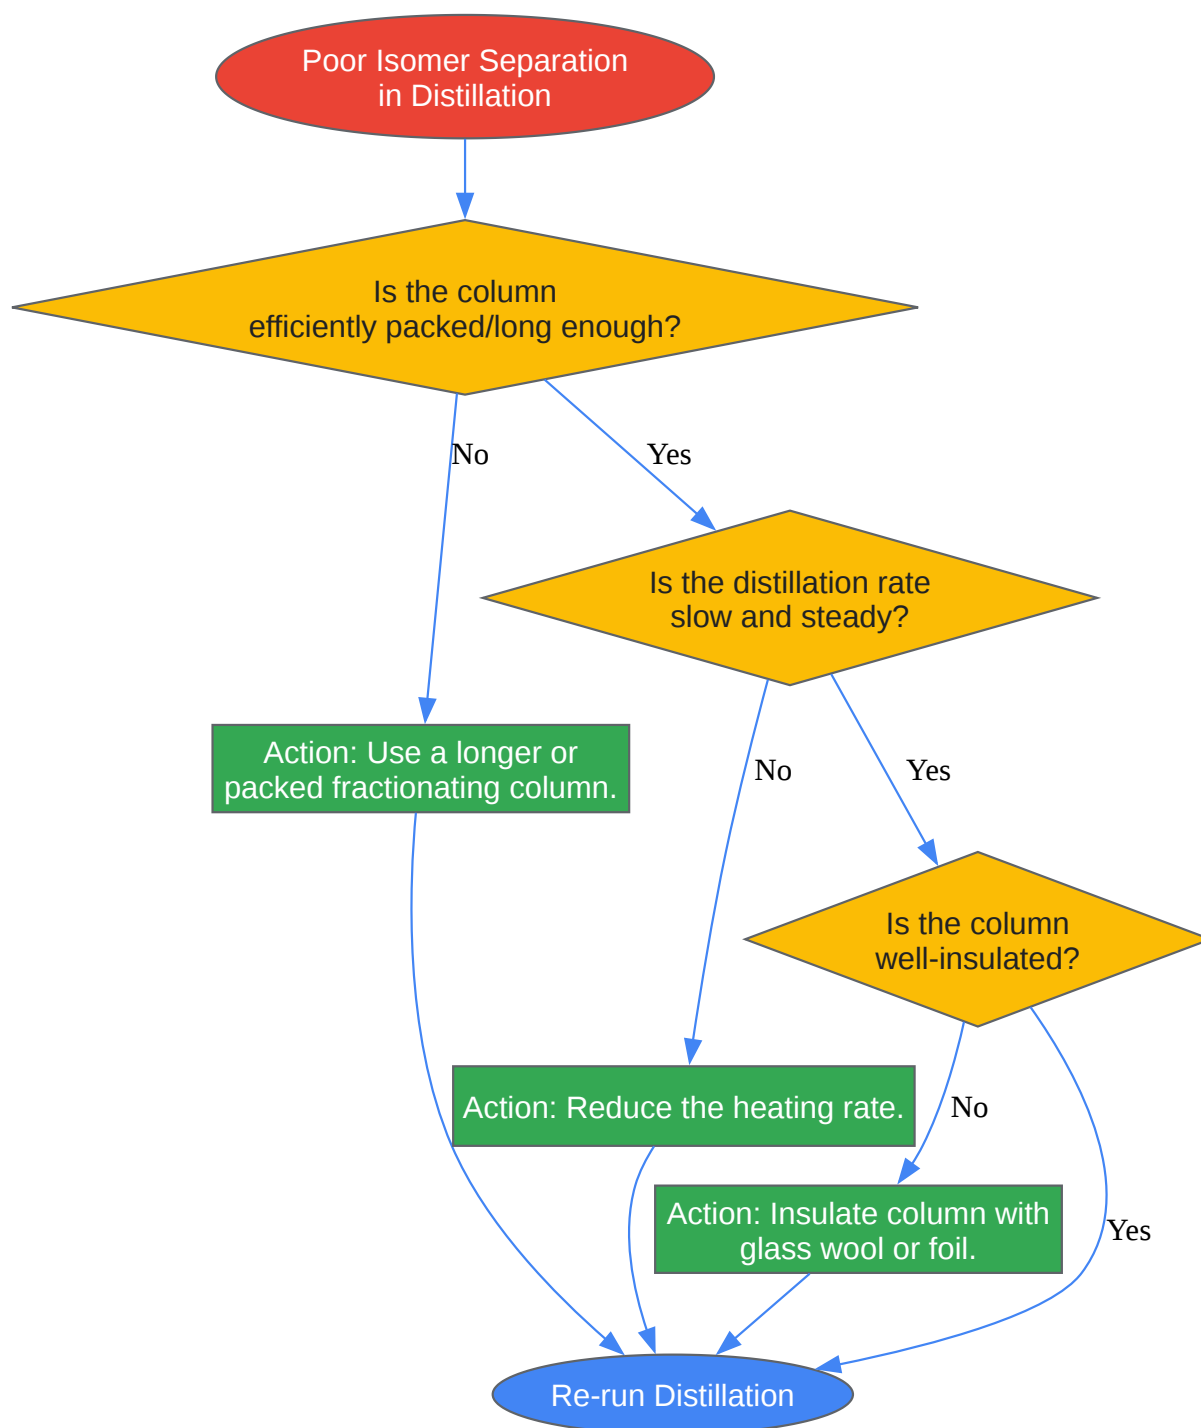 Poor Isomer Separation
in Distillation
Is the column
efficiently packed/long enough?
No
Yes
Is the distillation rate
slow and steady?
Action: Use a longer or
packed fractionating column.
No
Yes
Is the column
well-insulated?
Action: Reduce the heating rate.
No
Action: Insulate column with
glass wool or foil.
Yes
Re-run Distillation